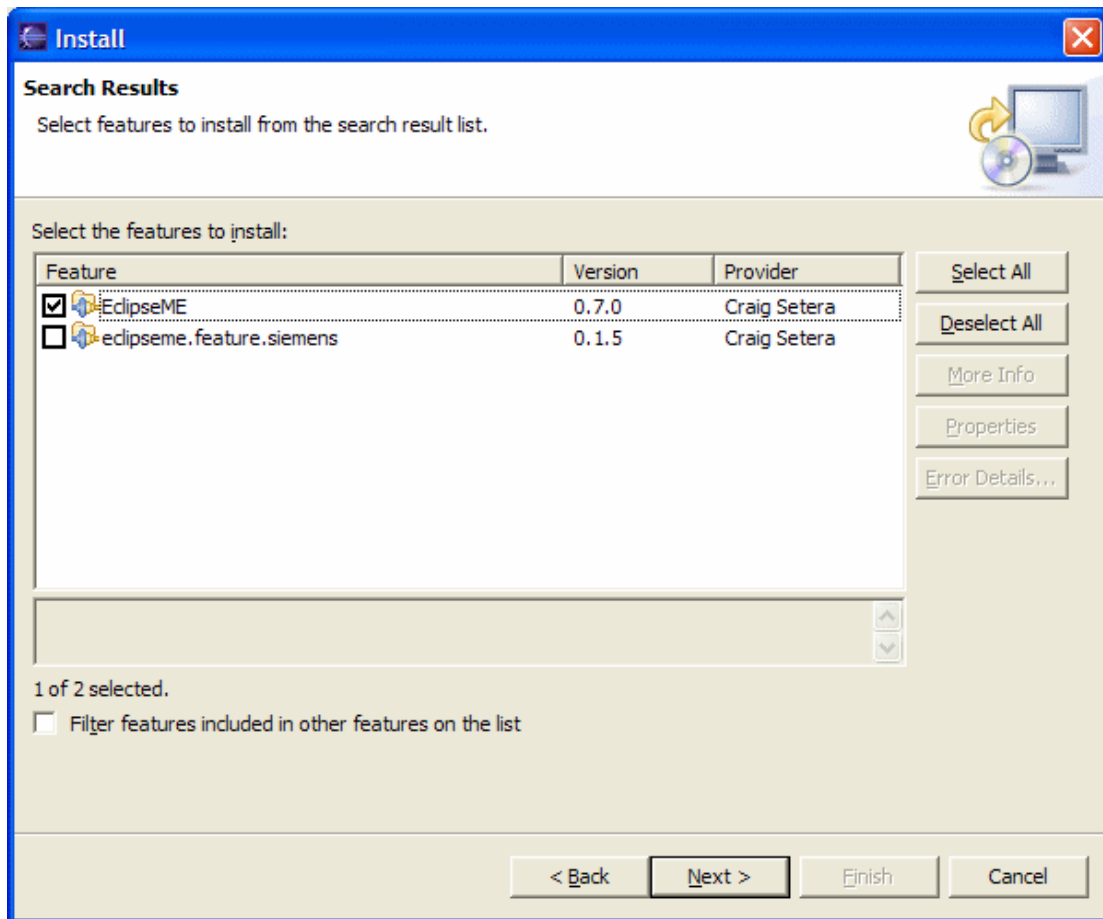 Install
Search Results
Select features to install from the search result list.
Select the features to install:
Feature Version Provider
EclipseME 0.7.0 Craig Setera
eclipseme.feature.siemens 0.1.5 Craig Setera
Select All
Deselect All
More Info
Properties
Error Details...
1 of 2 selected.
Filter features included in other features on the list
< Back Next > Finish Cancel